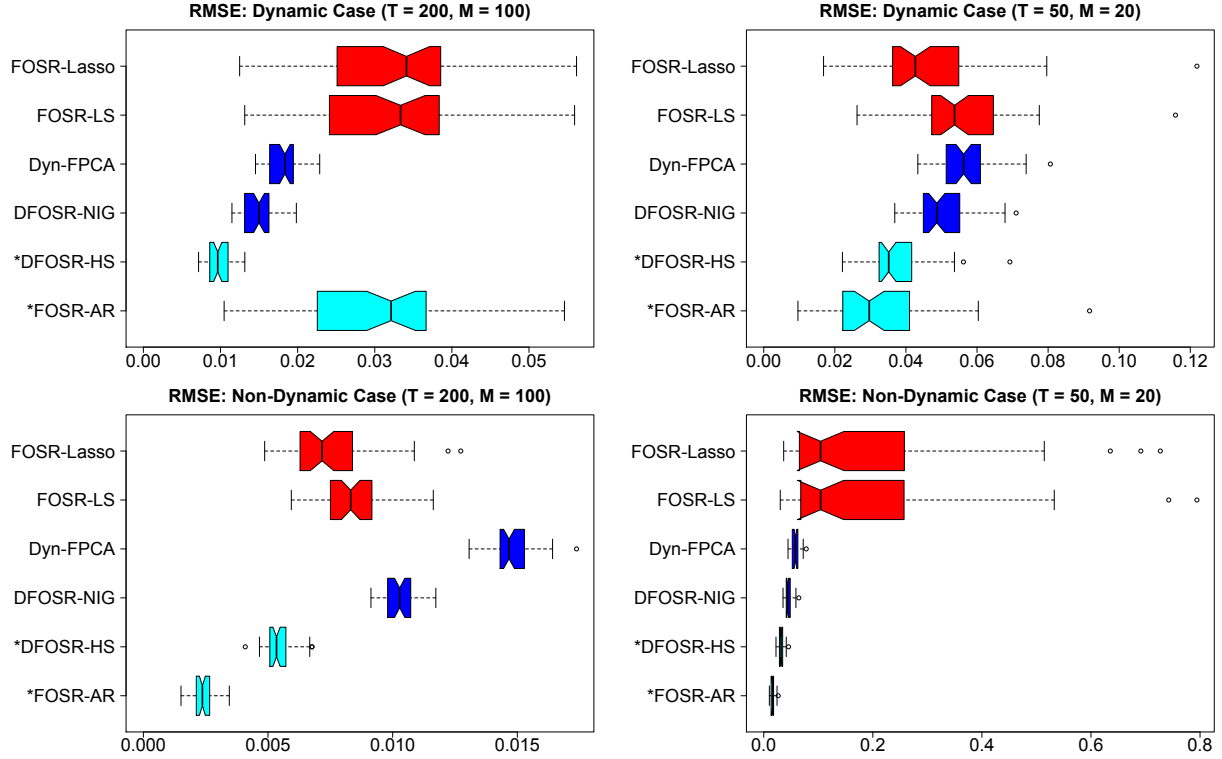 RMSE: Dynamic Case (T = 200, M = 100)
FOSR-Lasso
FOSR-LS
Dyn-FPCA
DFOSR-NIG
*DFOSR-HS
*FOSR-AR
0.00 0.01 0.02 0.03 0.04 0.05
RMSE: Dynamic Case (T = 50, M = 20)
FOSR-Lasso
FOSR-LS
Dyn-FPCA
DFOSR-NIG
*DFOSR-HS
*FOSR-AR
0.00 0.02 0.04 0.06 0.08 0.10 0.12
RMSE: Non-Dynamic Case (T = 200, M = 100)
FOSR-Lasso
FOSR-LS
Dyn-FPCA
DFOSR-NIG
*DFOSR-HS
*FOSR-AR
0.000 0.005 0.010 0.015
RMSE: Non-Dynamic Case (T = 50, M = 20)
FOSR-Lasso
FOSR-LS
Dyn-FPCA
DFOSR-NIG
*DFOSR-HS
*FOSR-AR
0.0 0.2 0.4 0.6 0.8